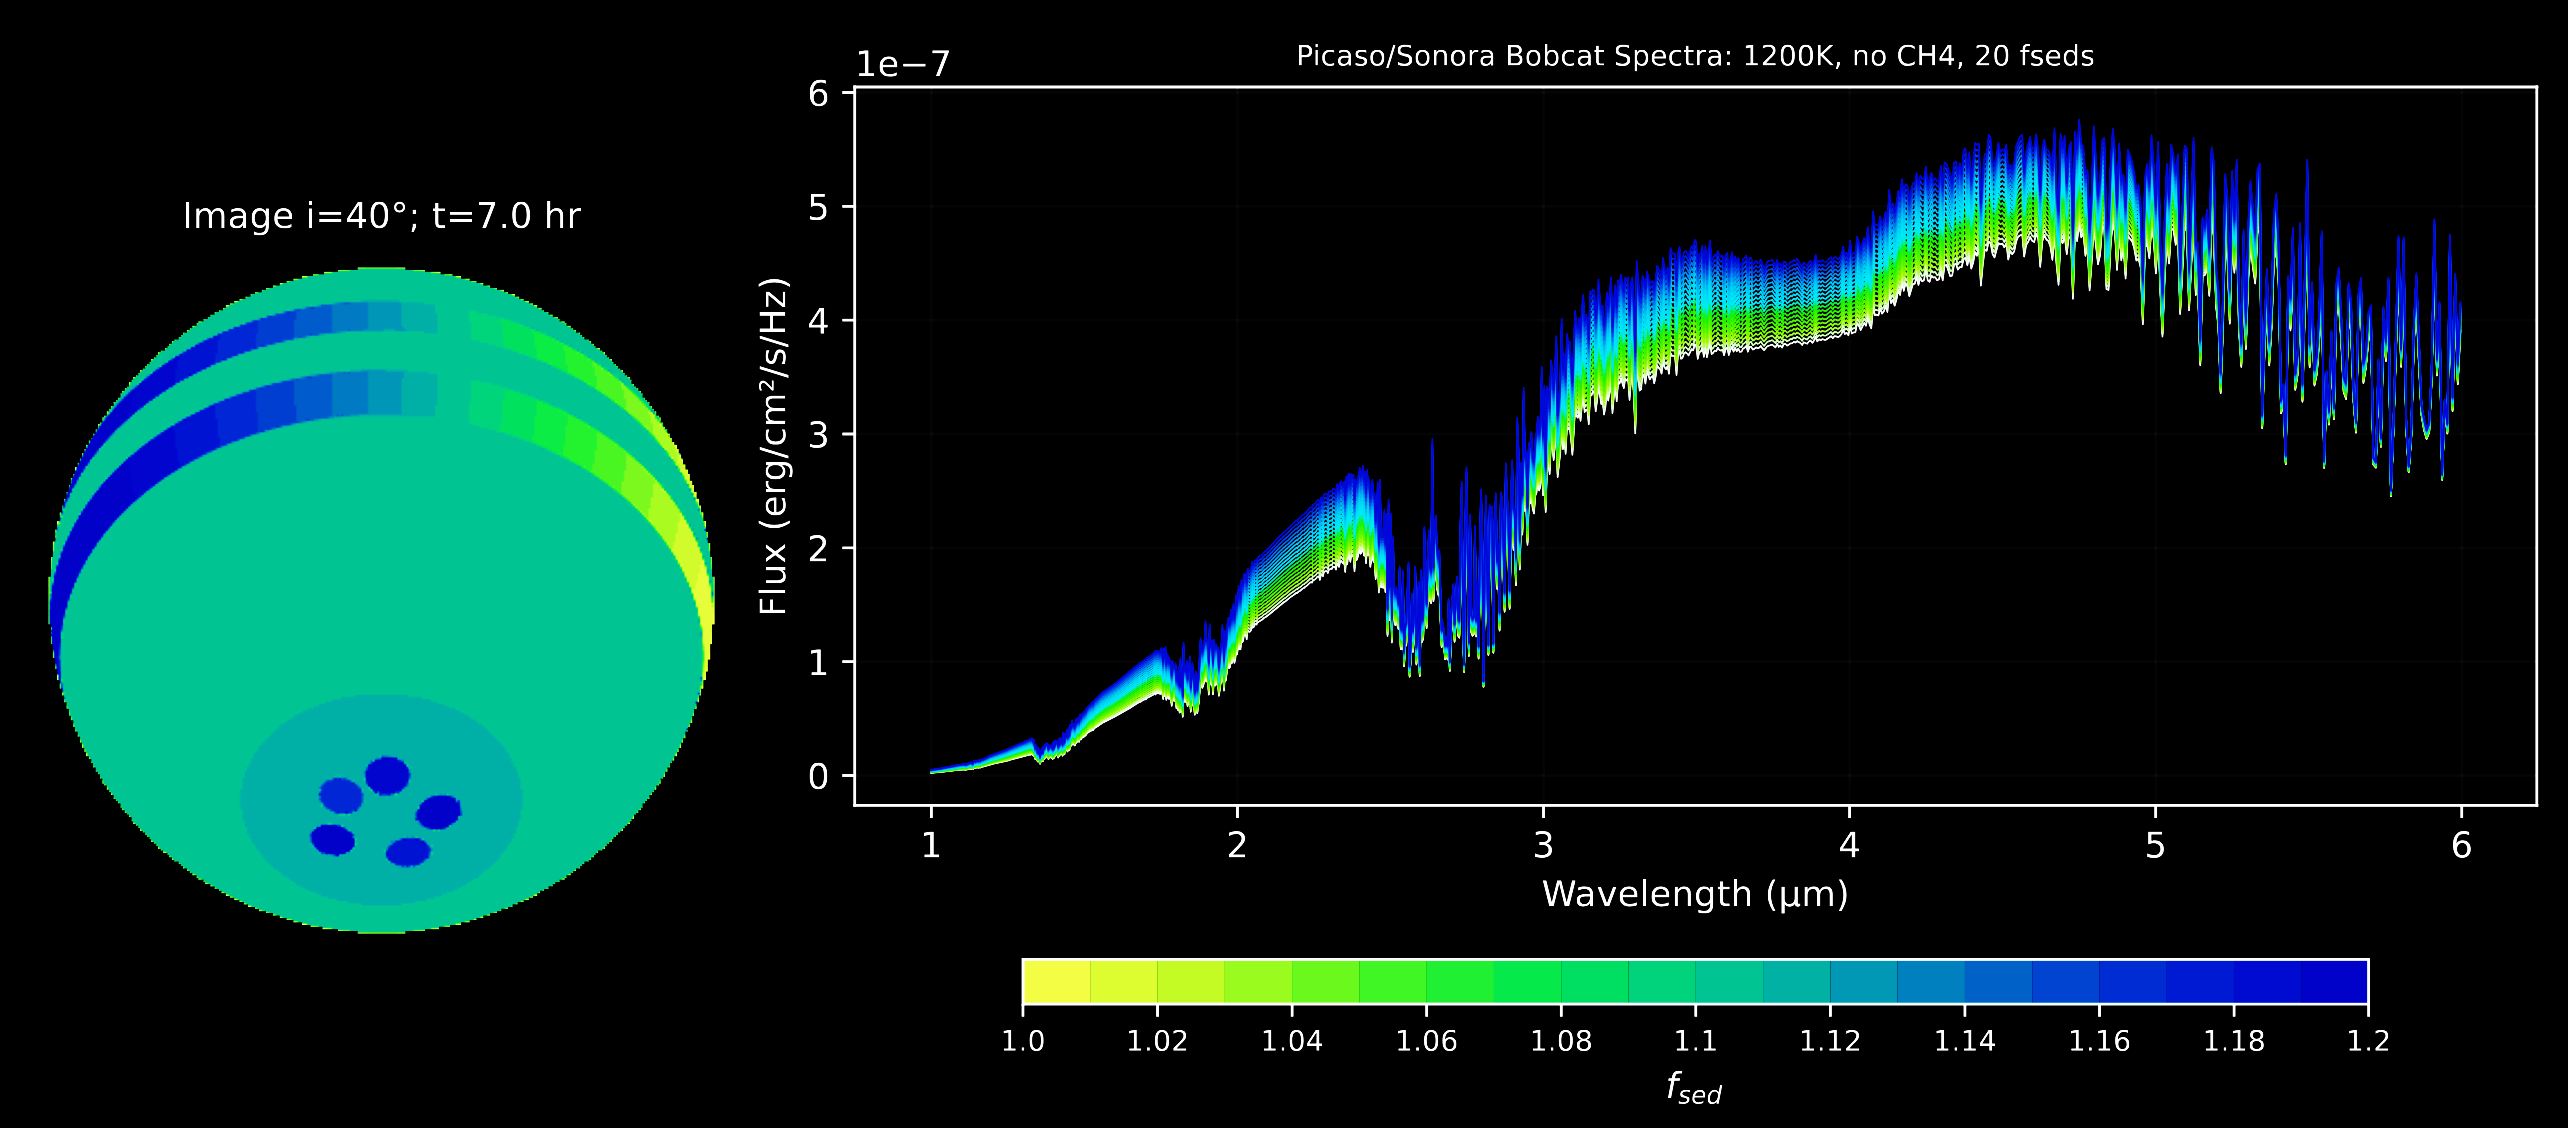 Image i=40°; t=7.0 hr
Picaso/Sonora Bobcat Spectra: 1200K, no CH4, 20 fseds
1e−7
6
5
4
3
2
1
0
Flux (erg/cm²/s/Hz)
1 2 3 4 5 6
Wavelength (µm)
1.0 1.02 1.04 1.06 1.08 1.1 1.12 1.14 1.16 1.18 1.2
fsed